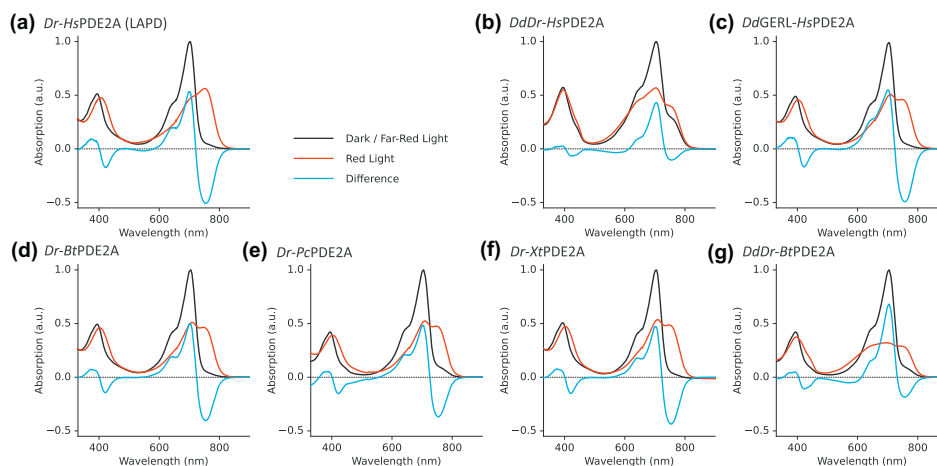 (a) Dr-HsPDE2A (LAPD)
1.0
0.5
0.0
−0.5
Absorption (a.u.)
400 600 800
Wavelength (nm)
Dark / Far-Red Light
Red Light
Difference
(b) DdDr-HsPDE2A
1.0
0.5
0.0
−0.5
Absorption (a.u.)
400 600 800
Wavelength (nm)
(c) DdGERL-HsPDE2A
1.0
0.5
0.0
−0.5
Absorption (a.u.)
400 600 800
Wavelength (nm)
(d) Dr-BtPDE2A
1.0
0.5
0.0
−0.5
Absorption (a.u.)
400 600 800
Wavelength (nm)
(e) Dr-PcPDE2A
1.0
0.5
0.0
−0.5
Absorption (a.u.)
400 600 800
Wavelength (nm)
(f) Dr-XtPDE2A
1.0
0.5
0.0
−0.5
Absorption (a.u.)
400 600 800
Wavelength (nm)
(g) DdDr-BtPDE2A
1.0
0.5
0.0
−0.5
Absorption (a.u.)
400 600 800
Wavelength (nm)